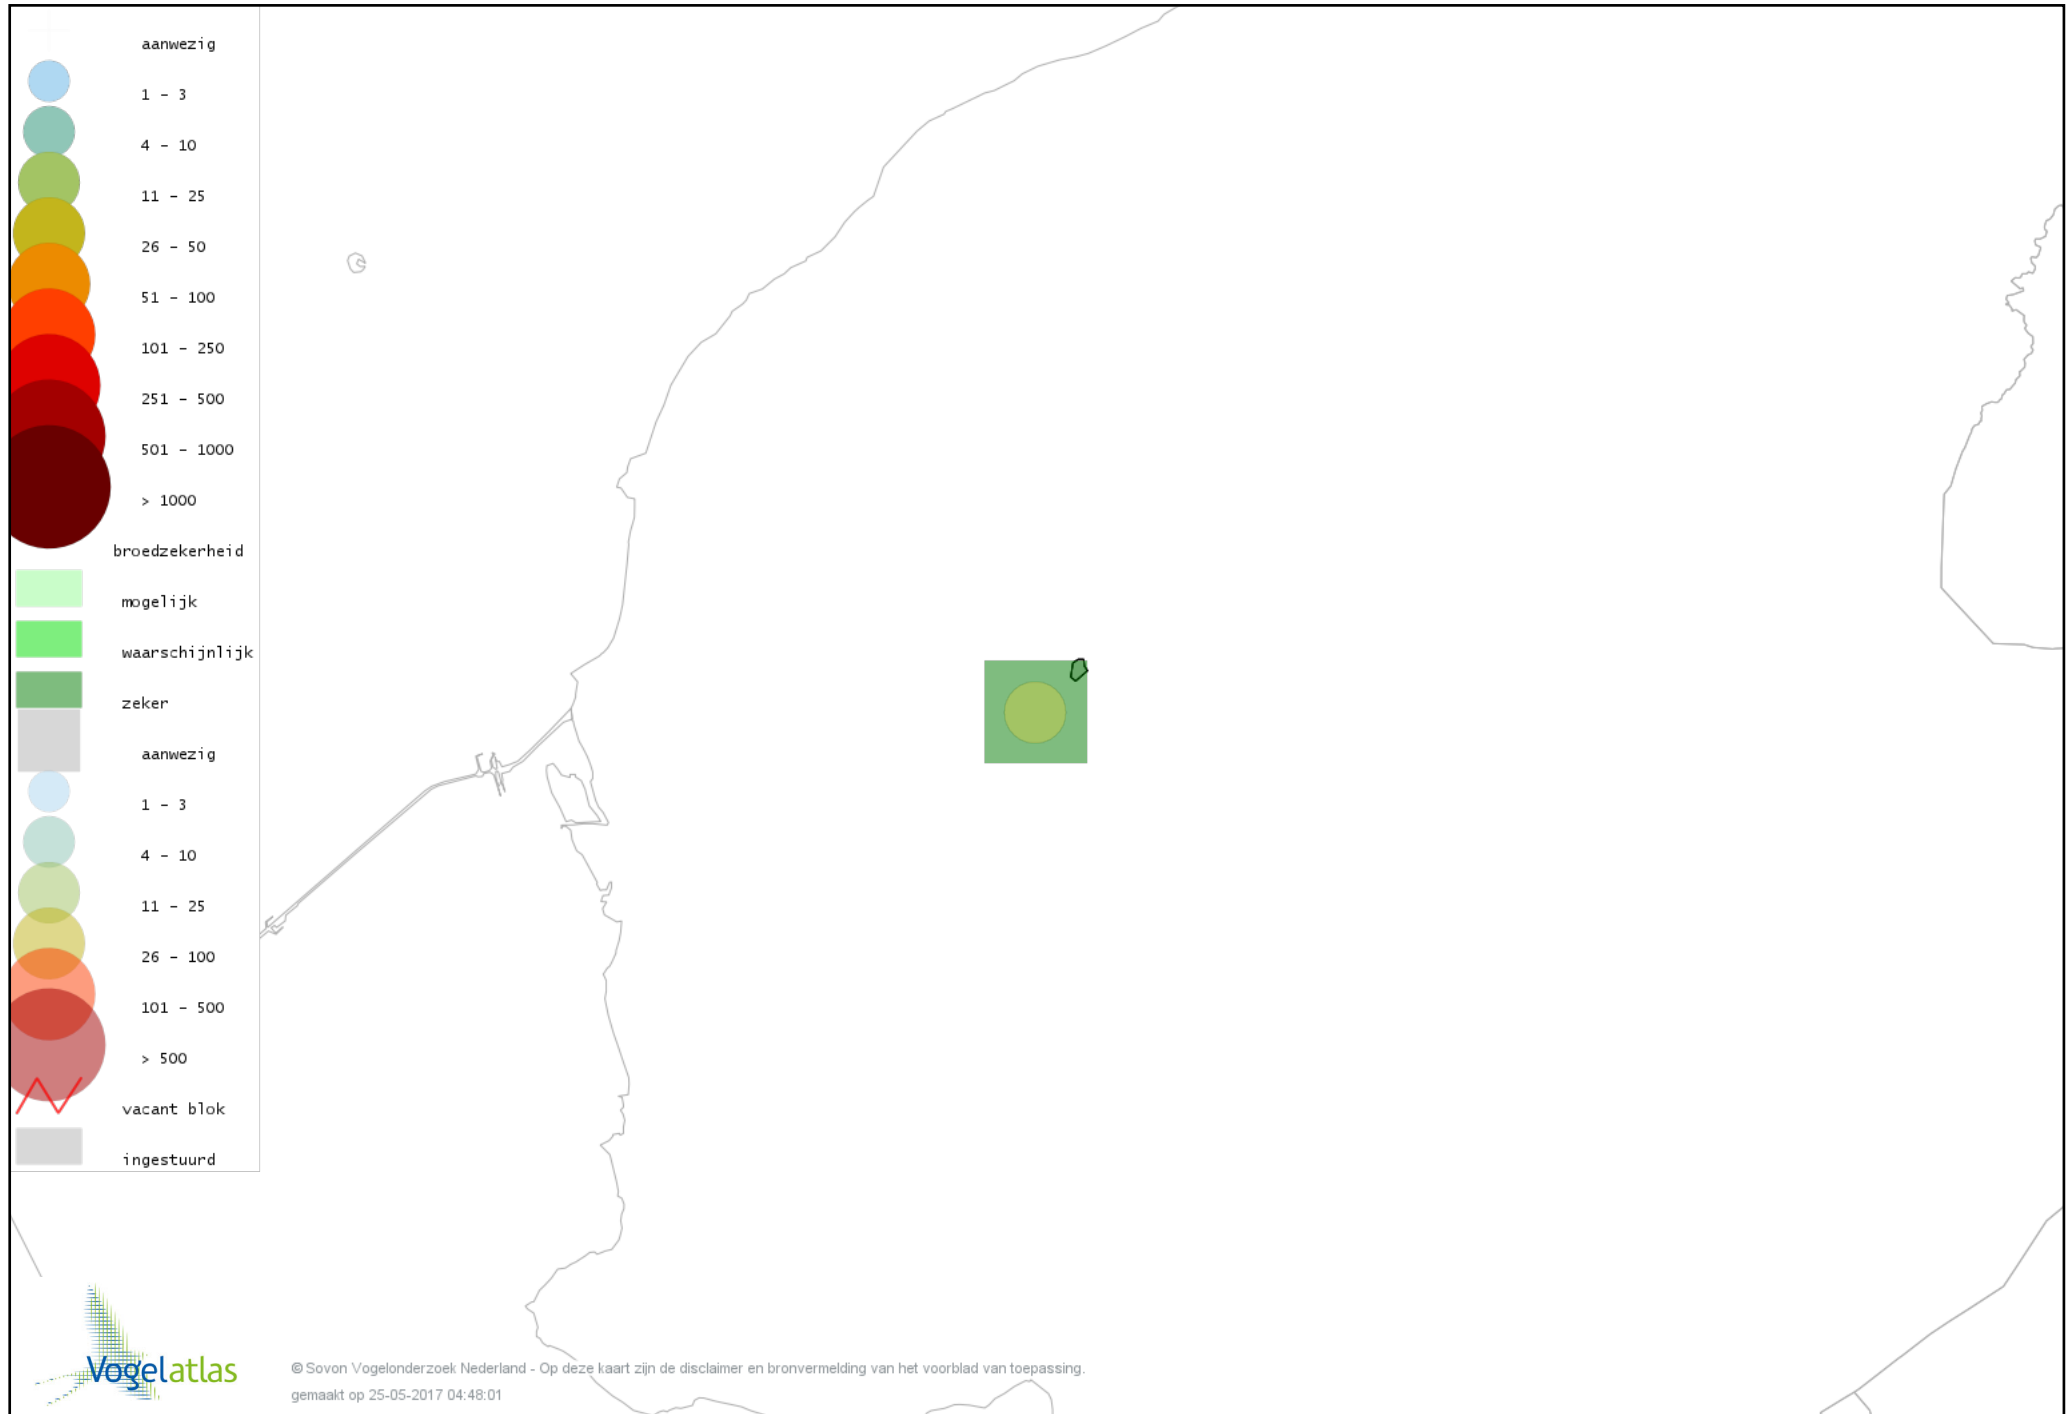 aanwezig
1 - 3
4 - 10
11 - 25
26 - 50
51 - 100
101 - 250
251 - 500
501 - 1000
> 1000
broedzekerheid
mogelijk
waarschijnlijk
zeker
aanwezig
1 - 3
4 - 10
11 - 25
26 - 100
101 - 500
> 500
vacant blok
ingestuurd
Vogelatlas
© Sovon Vogelonderzoek Nederland - Op deze kaart zijn de disclaimer en bronvermelding van het voorblad van toepassing.
gemaakt op 25-05-2017 04:48:01